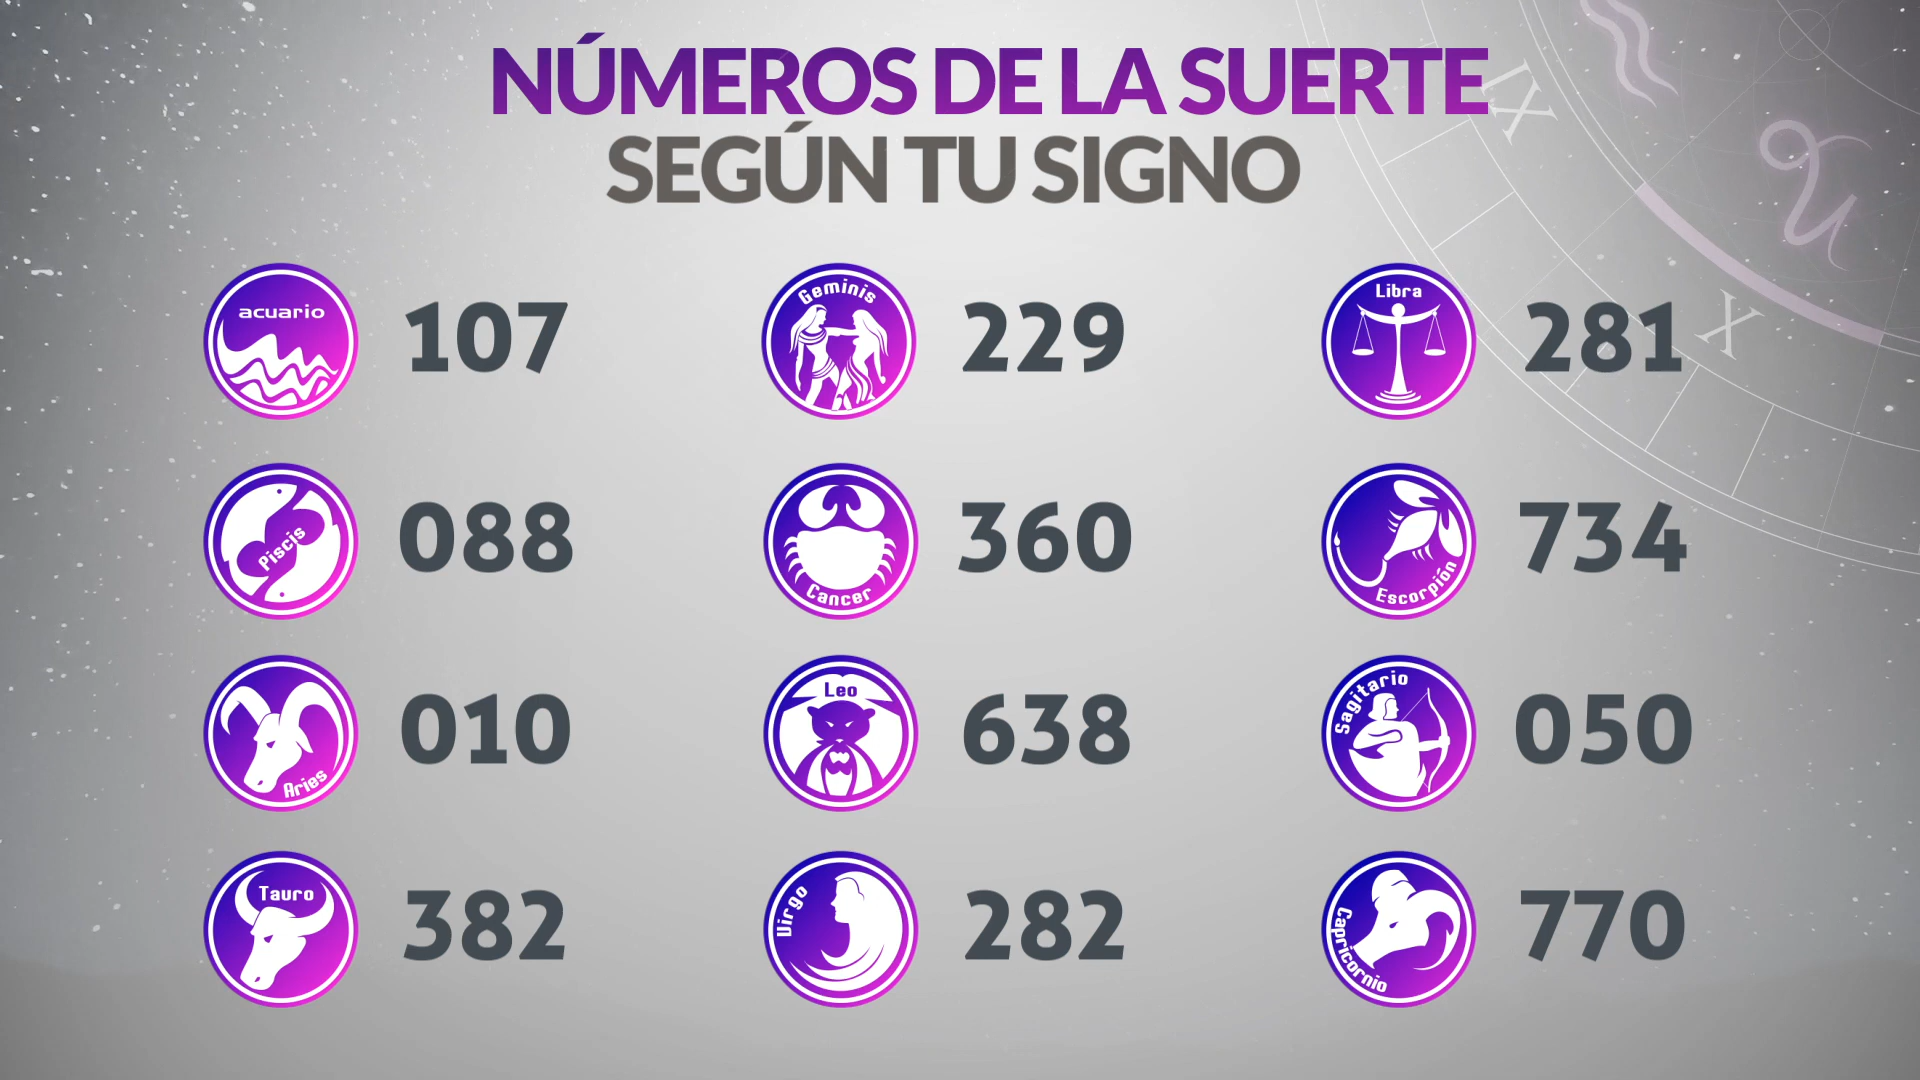 NÚMEROS DE LA SUERTE
SEGÚN TU SIGNO
acuario 107
Geminis 229
Libra 281
Piscis 088
Cancer 360
Escorpión 734
Aries 010
Leo 638
Sagitario 050
Tauro 382
Virgo 282
Capricornio 770
IX
X